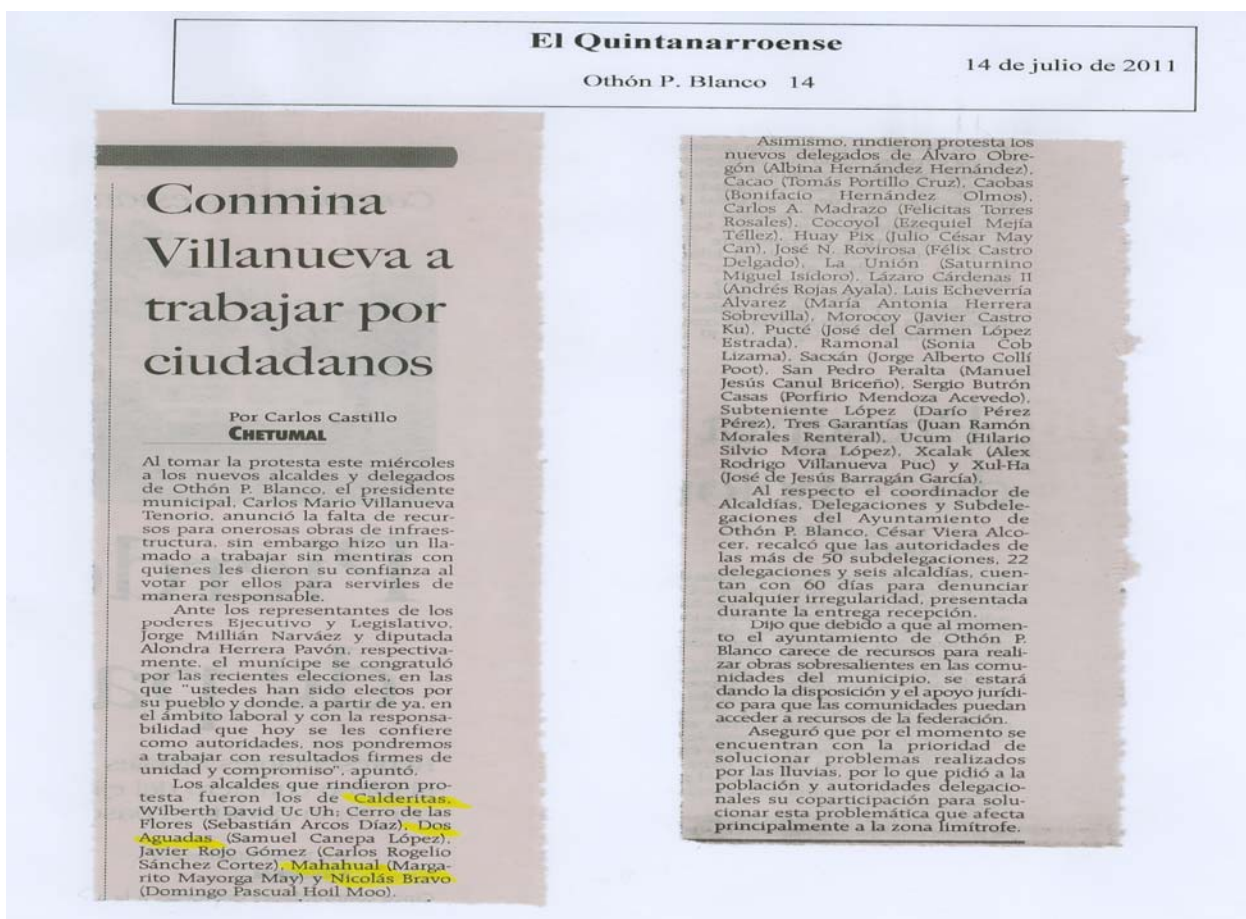 El Quintanarroense
14 de julio de 2011
Othón P. Blanco 14
Conmina
Villanueva a
trabajar por
ciudadanos
Por Carlos Castillo
CHETUMAL
Al tomar la protesta este miércoles
a los nuevos alcaldes y delegados
de Othón P. Blanco, el presidente
municipal, Carlos Mario Villanueva
Tenorio, anunció la falta de recur-
sos para onerosas obras de infraes-
tructura, sin embargo hizo un lla-
mado a trabajar sin mentiras con
quienes les dieron su confianza al
votar por ellos para servirles de
manera responsable.
Ante los representantes de los
poderes Ejecutivo y Legislativo,
Jorge Millián Narváez y diputada
Alondra Herrera Pavón, respectiva-
mente, el munícipe se congratuló
por las recientes elecciones, en las
que "ustedes han sido electos por
su pueblo y donde, a partir de ya, en
el ámbito laboral y con la responsa-
bilidad que hoy se les confiere
como autoridades, nos pondremos
a trabajar con resultados firmes de
unidad y compromiso", apuntó.
Los alcaldes que rindieron pro-
testa fueron los de Calderitas,
Wilberth David Uc Uh; Cerro de las
Flores (Sebastián Arcos Díaz), Dos
Aguadas (Samuel Canepa López),
Javier Rojo Gómez (Carlos Rogelio
Sánchez Cortez), Mahahual (Marga-
rito Mayorga May) y Nicolás Bravo
(Domingo Pascual Hoil Moo).
Asimismo, rindieron protesta los
nuevos delegados de Álvaro Obre-
gón (Albina Hernández Hernández),
Cacao (Tomás Portillo Cruz), Caobas
(Bonifacio Hernández Olmos),
Carlos A. Madrazo (Felicitas Torres
Rosales), Cocoyol (Ezequiel Mejía
Téllez), Huay Pix (Julio César May
Can), José N. Rovirosa (Félix Castro
Delgado), La Unión (Saturnino
Miguel Isidoro), Lázaro Cárdenas II
(Andrés Rojas Ayala), Luis Echeverría
Álvarez (María Antonia Herrera
Sobrevilla), Morocoy (Javier Castro
Ku), Pucté (José del Carmen López
Estrada), Ramonal (Sonia Cob
Lizama), Sacxán (Jorge Alberto Collí
Poot), San Pedro Peralta (Manuel
Jesús Canul Briceño), Sergio Butrón
Casas (Porfirio Mendoza Acevedo),
Subteniente López (Darío Pérez
Pérez), Tres Garantías (Juan Ramón
Morales Renteral), Ucum (Hilario
Silvio Mora López), Xcalak (Alex
Rodrigo Villanueva Puc) y Xul-Ha
(José de Jesús Barragán García).
Al respecto el coordinador de
Alcaldías, Delegaciones y Subdele-
gaciones del Ayuntamiento de
Othón P. Blanco, César Viera Alco-
cer, recalcó que las autoridades de
las más de 50 subdelegaciones, 22
delegaciones y seis alcaldías, cuen-
tan con 60 días para denunciar
cualquier irregularidad, presentada
durante la entrega recepción.
Dijo que debido a que al momen-
to el ayuntamiento de Othón P.
Blanco carece de recursos para reali-
zar obras sobresalientes en las comu-
nidades del municipio, se estará
dando la disposición y el apoyo jurídi-
co para que las comunidades puedan
acceder a recursos de la federación.
Aseguró que por el momento se
encuentran con la prioridad de
solucionar problemas realizados
por las lluvias, por lo que pidió a la
población y autoridades delegacio-
nales su coparticipación para solu-
cionar esta problemática que afecta
principalmente a la zona limítrofe.